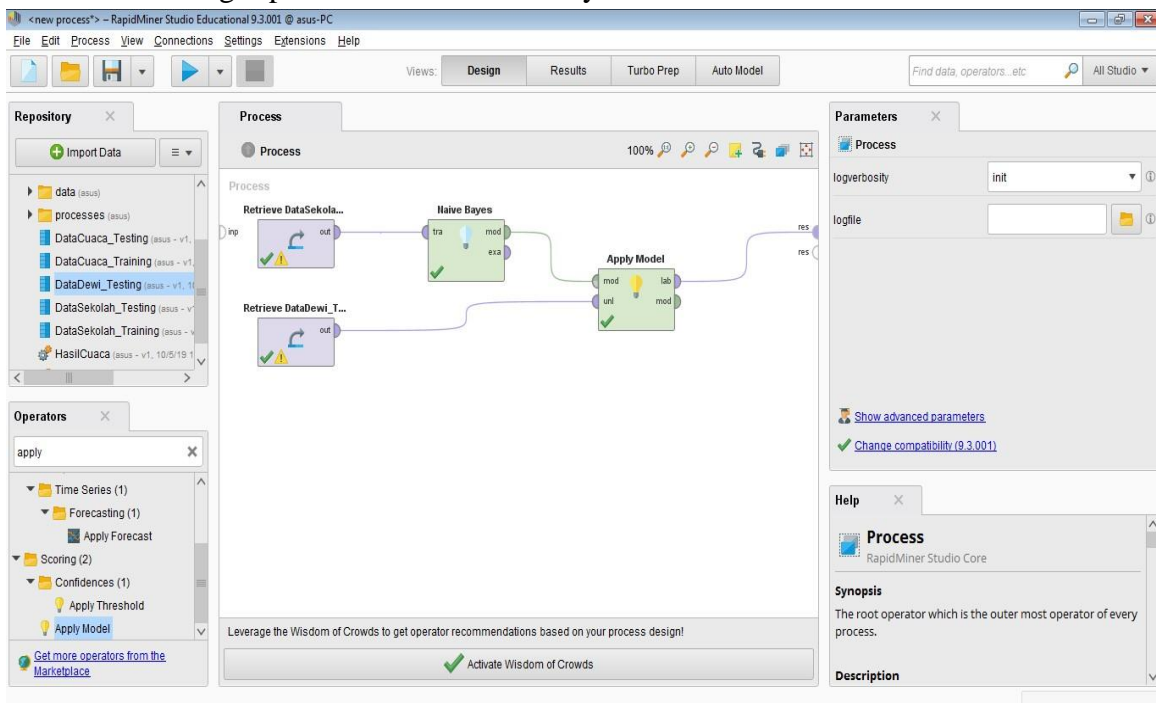 <new process*> – RapidMiner Studio Educational 9.3.001 @ asus-PC
File Edit Process View Connections Settings Extensions Help
Views: Design Results Turbo Prep Auto Model
Find data, operators...etc
All Studio
Repository
Import Data
data (asus)
processes (asus)
DataCuaca_Testing (asus - v1,
DataCuaca_Training (asus - v1,
DataDewi_Testing (asus - v1, 10
DataSekolah_Testing (asus - v
DataSekolah_Training (asus - v
HasilCuaca (asus - v1, 10/5/19 1
Operators
apply
Time Series (1)
Forecasting (1)
Apply Forecast
Scoring (2)
Confidences (1)
Apply Threshold
Apply Model
Get more operators from the
Marketplace
Process
Process
100%
Process
Retrieve DataSekola...
inp
out
Naive Bayes
tra
mod
exa
Retrieve DataDewi_T...
out
Apply Model
mod
lab
unl
mod
res
res
Leverage the Wisdom of Crowds to get operator recommendations based on your process design!
Activate Wisdom of Crowds
Parameters
Process
logverbosity
init
logfile
Show advanced parameters
Change compatibility (9.3.001)
Help
Process
RapidMiner Studio Core
Synopsis
The root operator which is the outer most operator of every
process.
Description